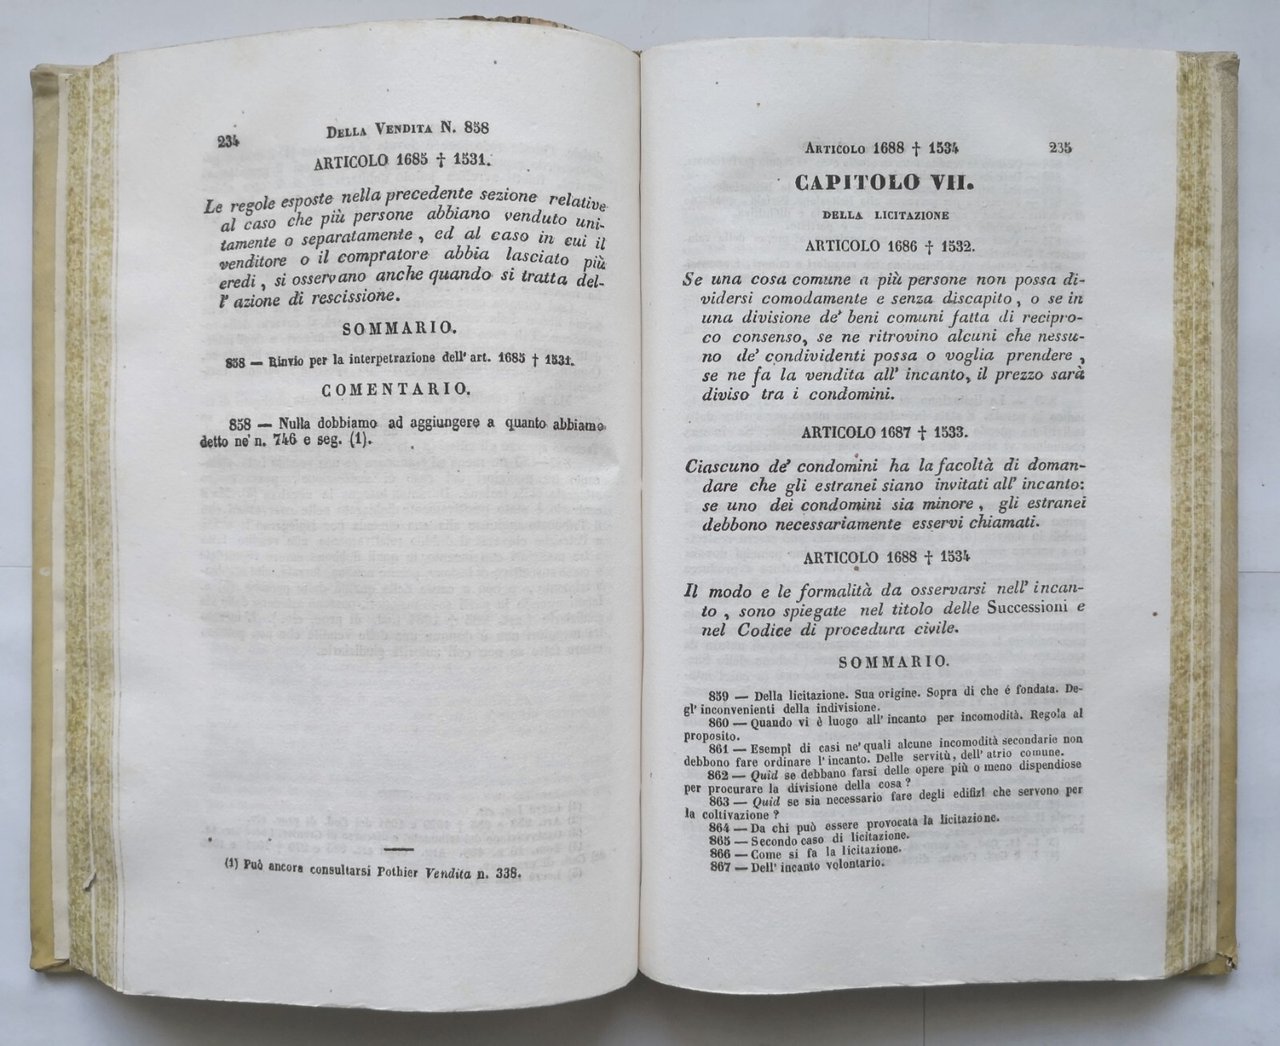 234
DELLA VENDITA N. 858
ARTICOLO 1685 † 1531.
Le regole esposte nella precedente sezione relative
al caso che più persone abbiano venduto uni-
tamente o separatamente, ed al caso in cui il
venditore o il compratore abbia lasciato più
eredi, si osservano anche quando si tratta del-
l' azione di rescissione.
SOMMARIO.
858 — Rinvio per la interpetrazione dell' art. 1685 † 1531.
COMENTARIO.
858 — Nulla dobbiamo ad aggiungere a quanto abbiamo
detto ne' n. 746 e seg. (1).
(1) Può ancora consultarsi Pothier Vendita n. 338.
ARTICOLO 1688 † 1534
235
CAPITOLO VII.
DELLA LICITAZIONE
ARTICOLO 1686 † 1532.
Se una cosa comune a più persone non possa di-
vidersi comodamente e senza discapito, o se in
una divisione de' beni comuni fatta di recipro-
co consenso, se ne ritrovino alcuni che nessu-
no de' condividenti possa o voglia prendere,
se ne fa la vendita all' incanto, il prezzo sarà
diviso tra i condomini.
ARTICOLO 1687 † 1533.
Ciascuno de' condomini ha la facoltà di doman-
dare che gli estranei siano invitati all' incanto:
se uno dei condomini sia minore, gli estranei
debbono necessariamente esservi chiamati.
ARTICOLO 1688 † 1534
Il modo e le formalità da osservarsi nell' incan-
to, sono spiegate nel titolo delle Successioni e
nel Codice di procedura civile.
SOMMARIO.
859 — Della licitazione. Sua origine. Sopra di che é fondata. De-
gl' inconvenienti della indivisione.
860 — Quando vi è luogo all' incanto per incomodità. Regola al
proposito.
861 — Esempî di casi ne' quali alcune incomodità secondarie non
debbono fare ordinare l' incanto. Delle servitù, dell' atrio comune.
862 — Quid se debbano farsi delle opere più o meno dispendiose
per procurare la divisione della cosa?
863 — Quid se sia necessario fare degli edifizî che servono per
la coltivazione?
864 — Da chi può essere provocata la licitazione.
865 — Secondo caso di licitazione.
866 — Come si fa la licitazione.
867 — Dell' incanto volontario.